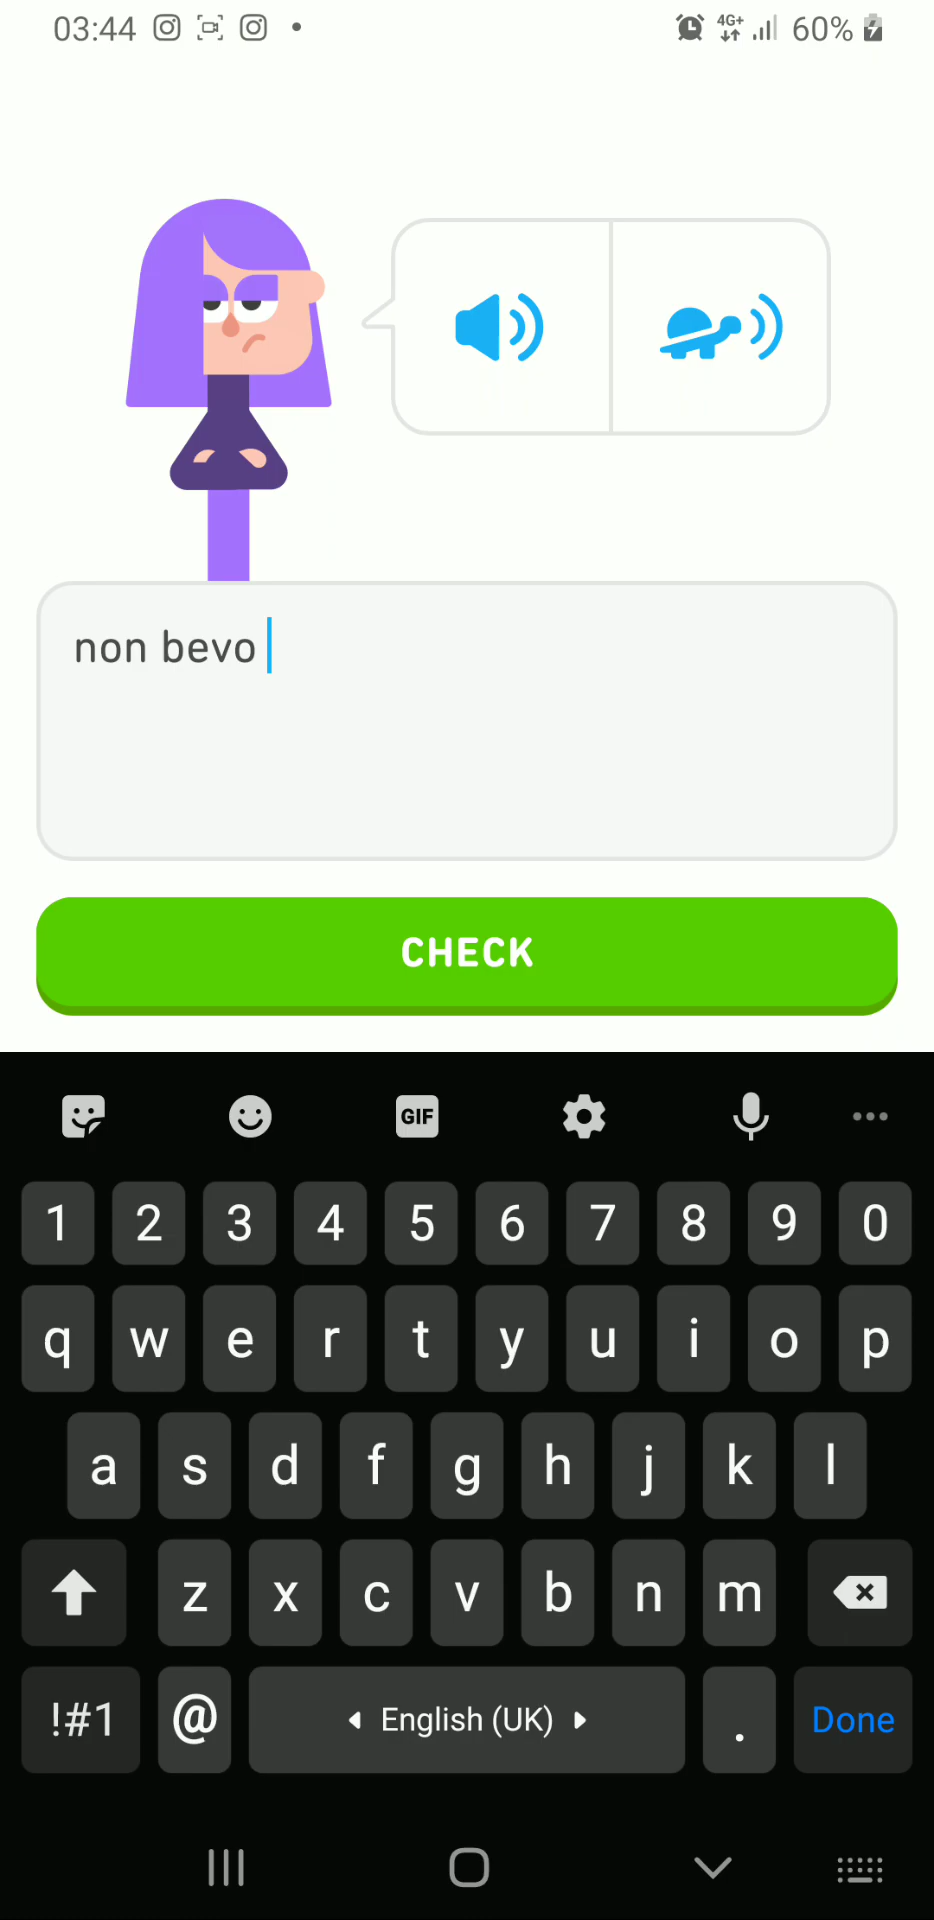 03:44 4G+ 60%
non bevo
CHECK
GIF
1 2 3 4 5 6 7 8 9 0
q w e r t y u i o p
a s d f g h j k l
z x c v b n m
!#1 @ English (UK) . Done